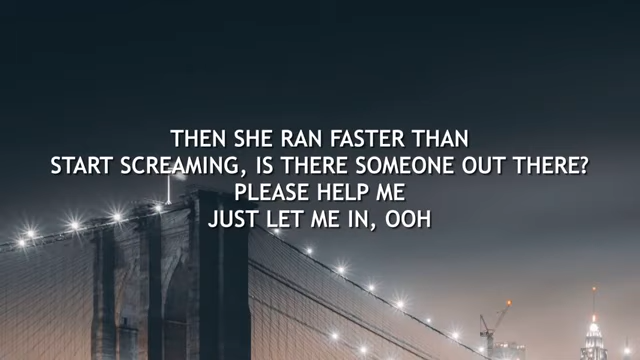 THEN SHE RAN FASTER THAN
START SCREAMING, IS THERE SOMEONE OUT THERE?
PLEASE HELP ME
JUST LET ME IN, OOH